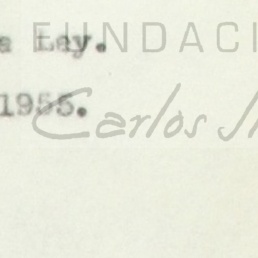 a Ley.
FUNDACI
1955.
Carlos